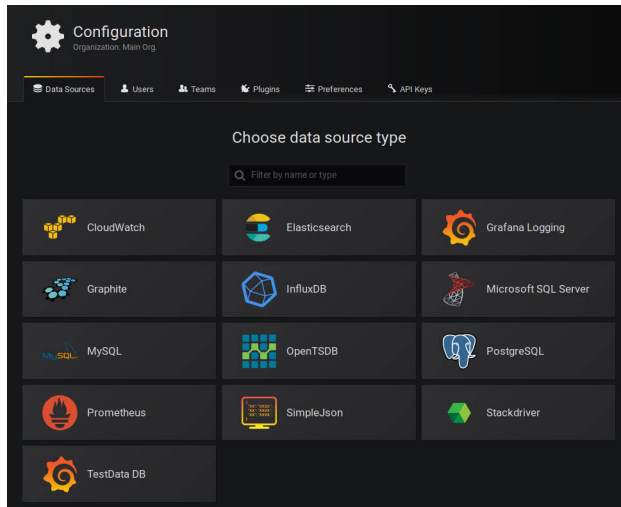 Configuration
Organization: Main Org.
Data Sources Users Teams Plugins Preferences API Keys
Choose data source type
Filter by name or type
CloudWatch Elasticsearch Grafana Logging
Graphite InfluxDB Microsoft SQL Server
MySQL MySQL OpenTSDB PostgreSQL
Prometheus SimpleJson Stackdriver
TestData DB